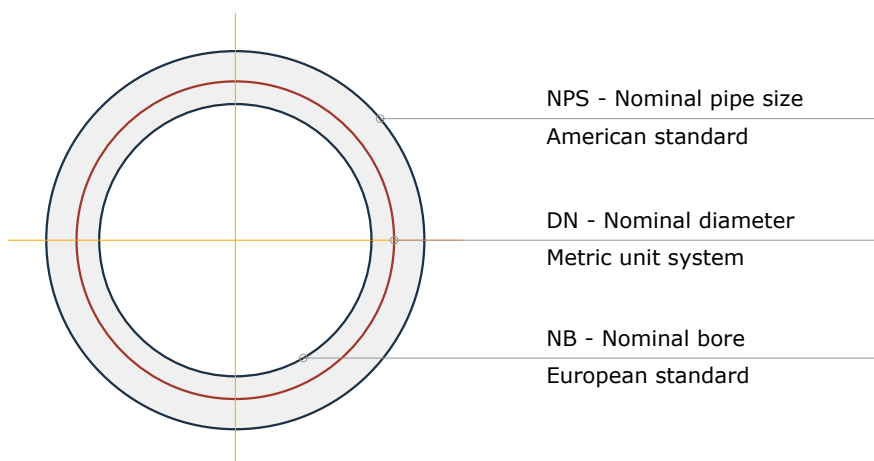 NPS - Nominal pipe size
American standard
DN - Nominal diameter
Metric unit system
NB - Nominal bore
European standard